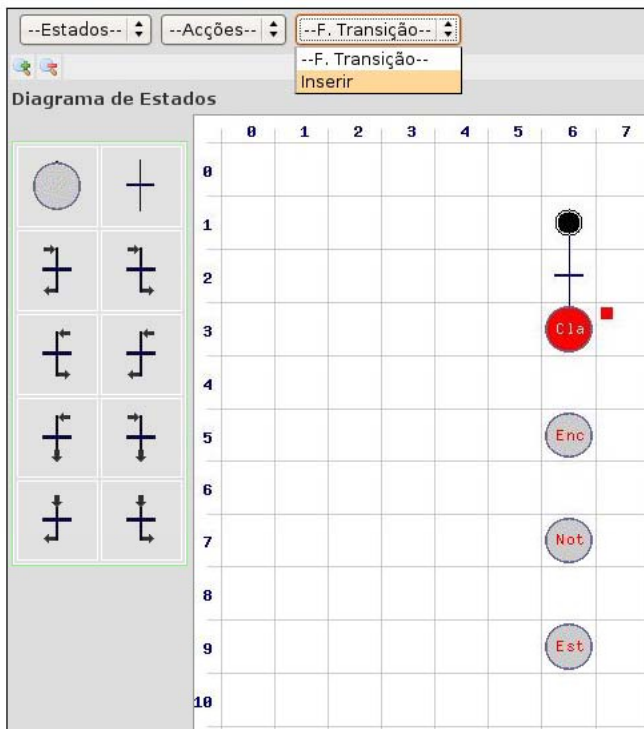 --Estados-- --Acções-- --F. Transição--
--F. Transição--
Inserir
Diagrama de Estados
0 1 2 3 4 5 6 7
0
1
2
3 Cla
4
5 Enc
6
7 Not
8
9 Est
10